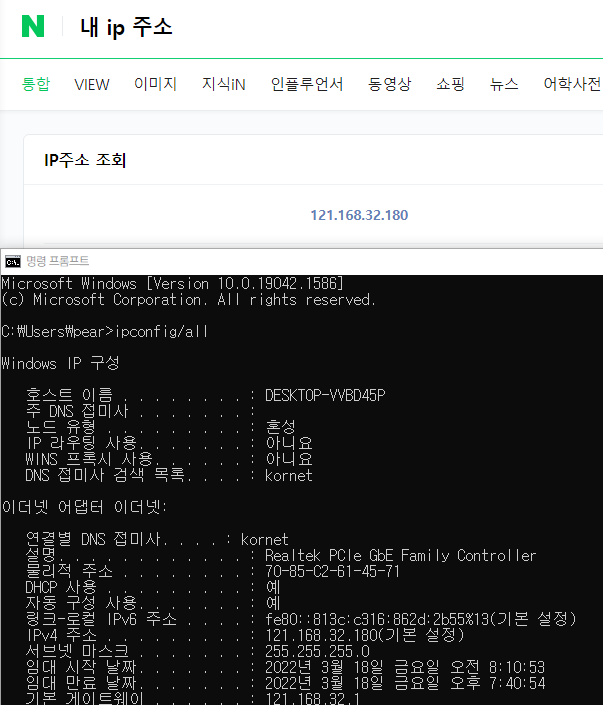 N 내 ip 주소
통합 VIEW 이미지 지식iN 인플루언서 동영상 쇼핑 뉴스 어학사전
IP주소 조회
121.168.32.180
명령 프롬프트
Microsoft Windows [Version 10.0.19042.1586]
(c) Microsoft Corporation. All rights reserved.
C:₩Users₩pear>ipconfig/all
Windows IP 구성
호스트 이름 . . . . . . . . : DESKTOP-VVBD45P
주 DNS 접미사 . . . . . . . :
노드 유형 . . . . . . . . . : 혼성
IP 라우팅 사용. . . . . . . : 아니요
WINS 프록시 사용. . . . . . : 아니요
DNS 접미사 검색 목록. . . . : kornet
이더넷 어댑터 이더넷:
연결별 DNS 접미사. . . . : kornet
설명. . . . . . . . . . . . : Realtek PCIe GbE Family Controller
물리적 주소 . . . . . . . . : 70-85-C2-61-45-71
DHCP 사용 . . . . . . . . . : 예
자동 구성 사용. . . . . . . : 예
링크-로컬 IPv6 주소 . . . . : fe80::813c:c316:862d:2b55%13(기본 설정)
IPv4 주소 . . . . . . . . . : 121.168.32.180(기본 설정)
서브넷 마스크 . . . . . . . : 255.255.255.0
임대 시작 날짜. . . . . . . : 2022년 3월 18일 금요일 오전 8:10:53
임대 만료 날짜. . . . . . . : 2022년 3월 18일 금요일 오후 7:40:54
기본 게이트웨이 . . . . . . : 121.168.32.1